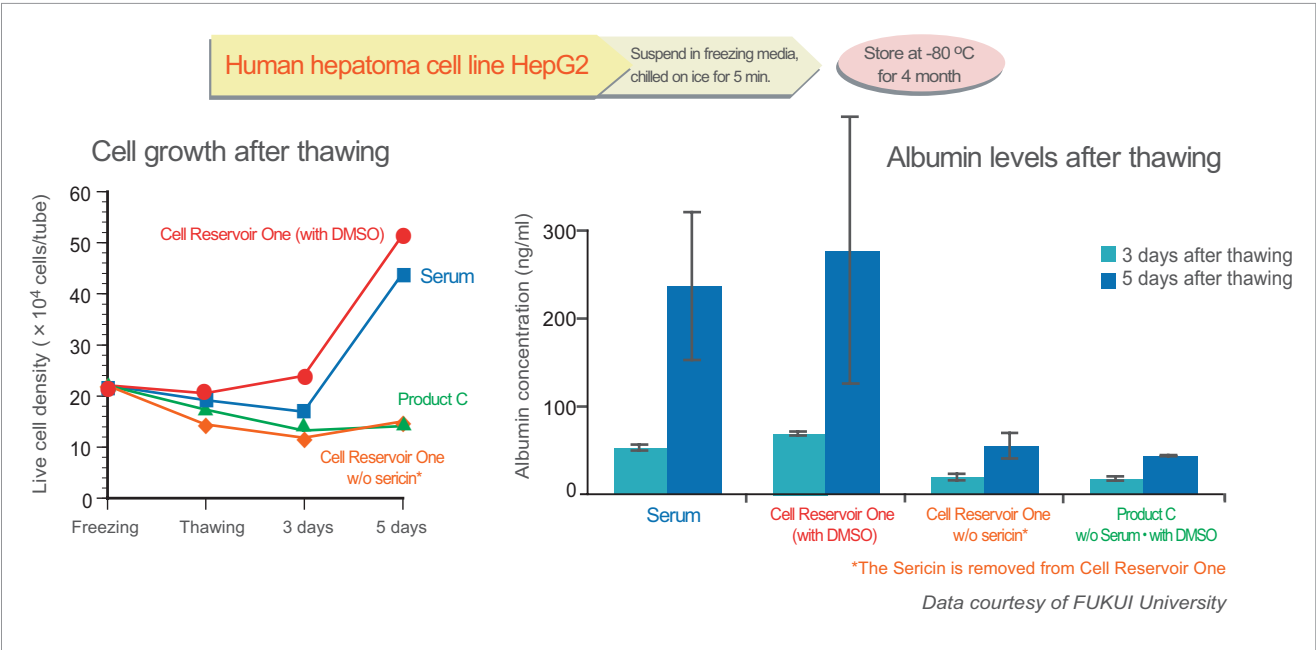 Human hepatoma cell line HepG2
Suspend in freezing media,
chilled on ice for 5 min.
Store at -80 ºC
for 4 month
Cell growth after thawing
Live cell density ( × 10⁴ cells/tube)
60
50
40
30
20
10
0
Cell Reservoir One (with DMSO)
Serum
Product C
Cell Reservoir One
w/o sericin*
Freezing
Thawing
3 days
5 days
Albumin levels after thawing
Albumin concentration (ng/ml)
300
200
100
0
3 days after thawing
5 days after thawing
Serum
Cell Reservoir One
(with DMSO)
Cell Reservoir One
w/o sericin*
Product C
w/o Serum・with DMSO
*The Sericin is removed from Cell Reservoir One
Data courtesy of FUKUI University